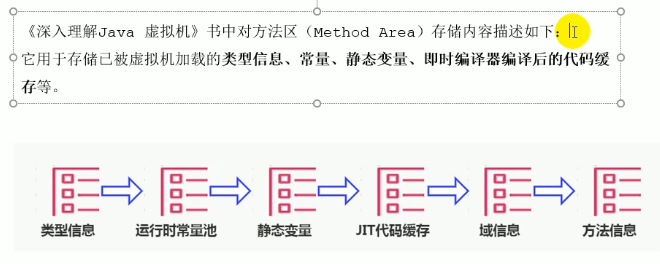 《深入理解Java 虚拟机》书中对方法区（Method Area）存储内容描述如下：
它用于存储已被虚拟机加载的类型信息、常量、静态变量、即时编译器编译后的代码缓
存等。
类型信息 运行时常量池 静态变量 JIT代码缓存 域信息 方法信息